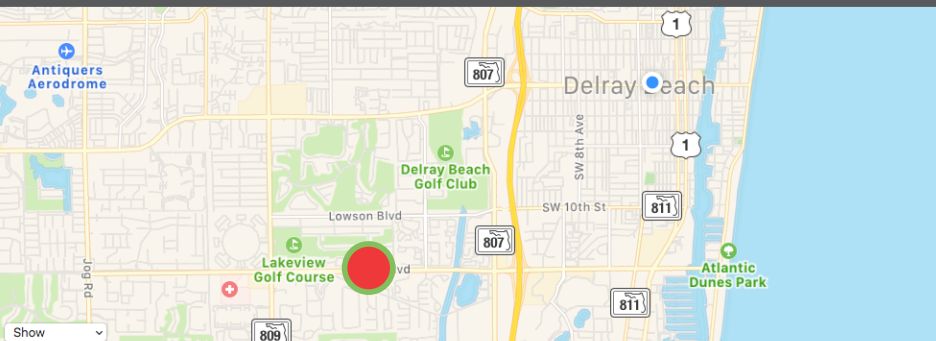 1
Antiquers
Aerodrome
807
Delray Beach
SW 8th Ave
1
Delray Beach
Golf Club
Lowson Blvd
SW 10th St
811
807
Lakeview
Golf Course
vd
Jog Rd
Atlantic
Dunes Park
811
Show
809